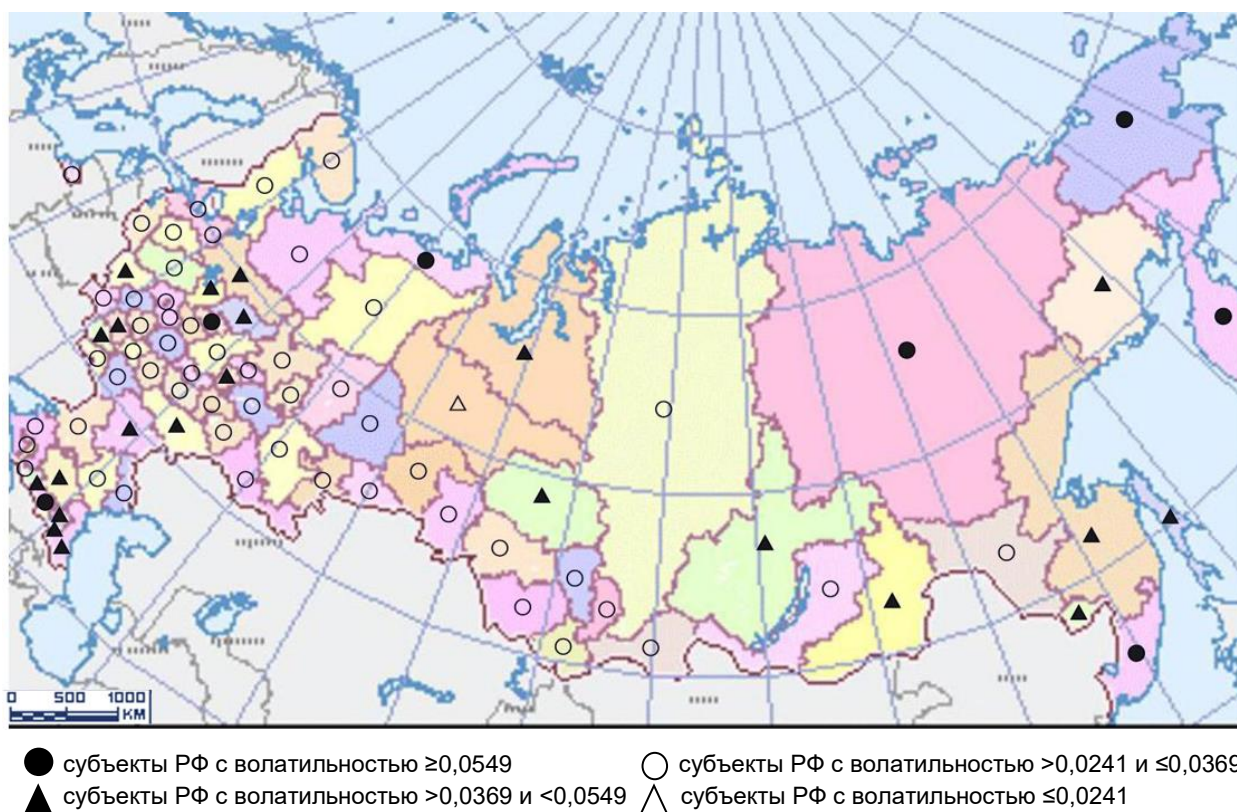 0 500 1000
КМ
субъекты РФ с волатильностью ≥0,0549
субъекты РФ с волатильностью >0,0241 и ≤0,0369
субъекты РФ с волатильностью >0,0369 и <0,0549
субъекты РФ с волатильностью ≤0,0241